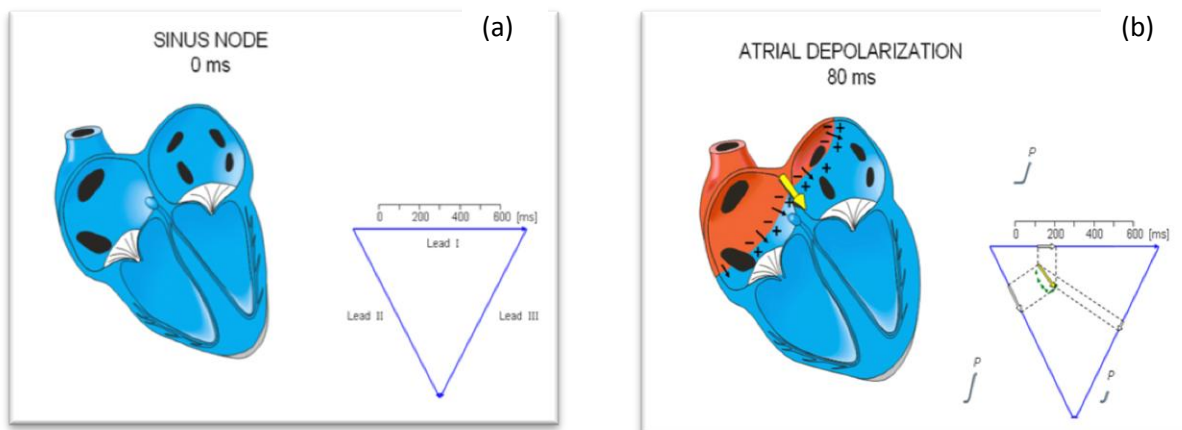 (a)
SINUS NODE
0 ms
0 200 400 600 [ms]
Lead I
Lead II Lead III
(b)
ATRIAL DEPOLARIZATION
80 ms
P
0 200 400 600 [ms]
P
P